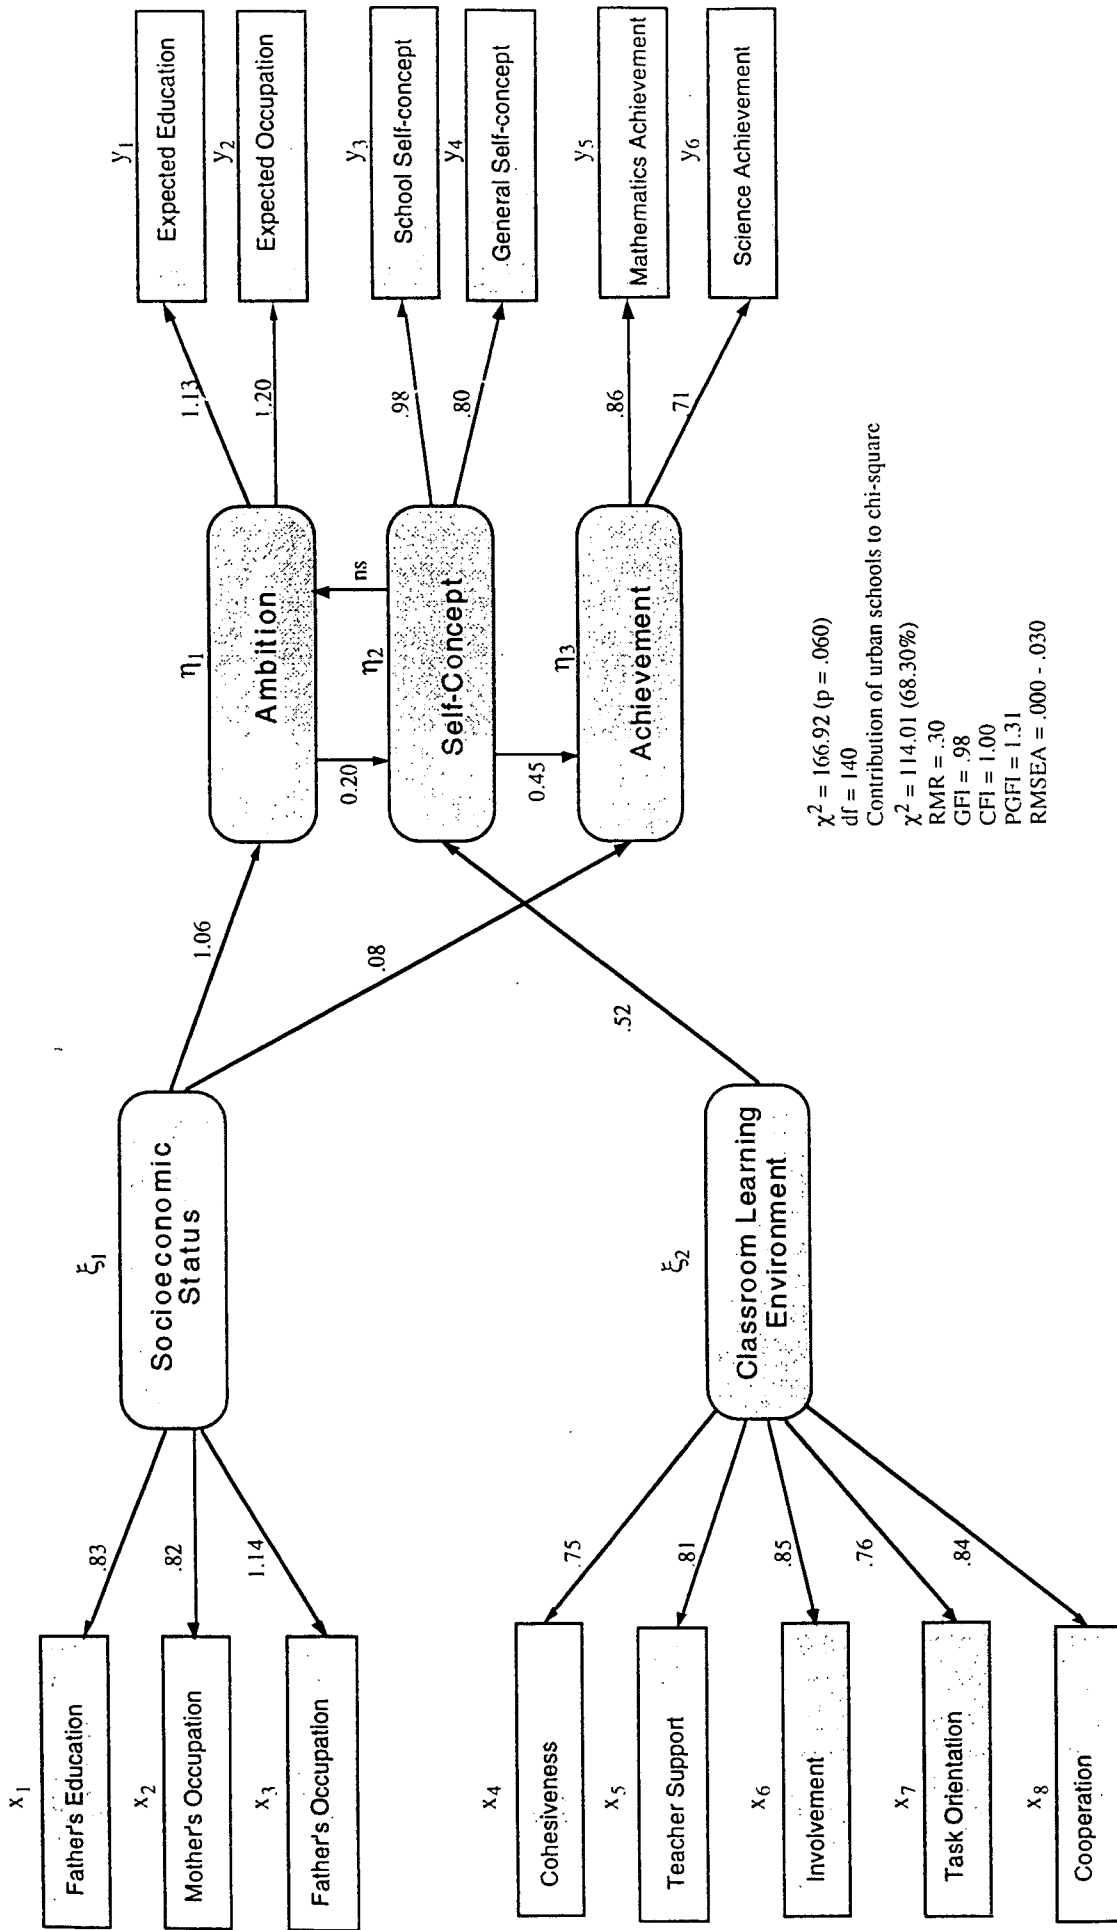 x1
Father's Education
x2
Mother's Occupation
x3
Father's Occupation
x4
Cohesiveness
x5
Teacher Support
x6
Involvement
x7
Task Orientation
x8
Cooperation
.83
.82
1.14
.75
.81
.85
.76
.84
ξ1
Socioeconomic
Status
ξ2
Classroom Learning
Environment
1.06
.08
.52
η1
Ambition
0.20
ns
η2
Self-Concept
0.45
η3
Achievement
1.13
1.20
.98
.80
.86
.71
y1
Expected Education
y2
Expected Occupation
y3
School Self-concept
y4
General Self-concept
y5
Mathematics Achievement
y6
Science Achievement
χ2 = 166.92 (p = .060)
df = 140
Contribution of urban schools to chi-square
χ2 = 114.01 (68.30%)
RMR = .30
GFI = .98
CFI = 1.00
PGFI = 1.31
RMSEA = .000 - .030